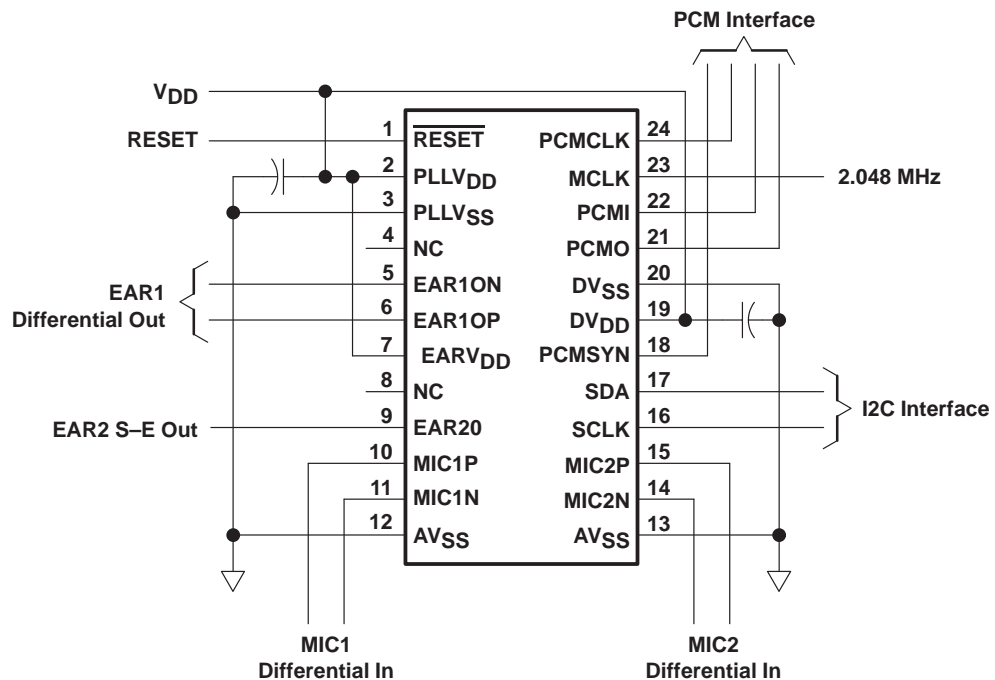 PCM Interface
VDD
RESET
1
RESET
PCMCLK
24
2
PLLVDD
MCLK
23
2.048 MHz
3
PLLVSS
PCMI
22
4
NC
PCMO
21
5
EAR1ON
DVSS
20
EAR1
Differential Out
6
EAR1OP
DVDD
19
7
EARVDD
PCMSYN
18
8
NC
SDA
17
I2C Interface
EAR2 S–E Out
9
EAR20
SCLK
16
10
MIC1P
MIC2P
15
11
MIC1N
MIC2N
14
12
AVSS
AVSS
13
MIC1
Differential In
MIC2
Differential In